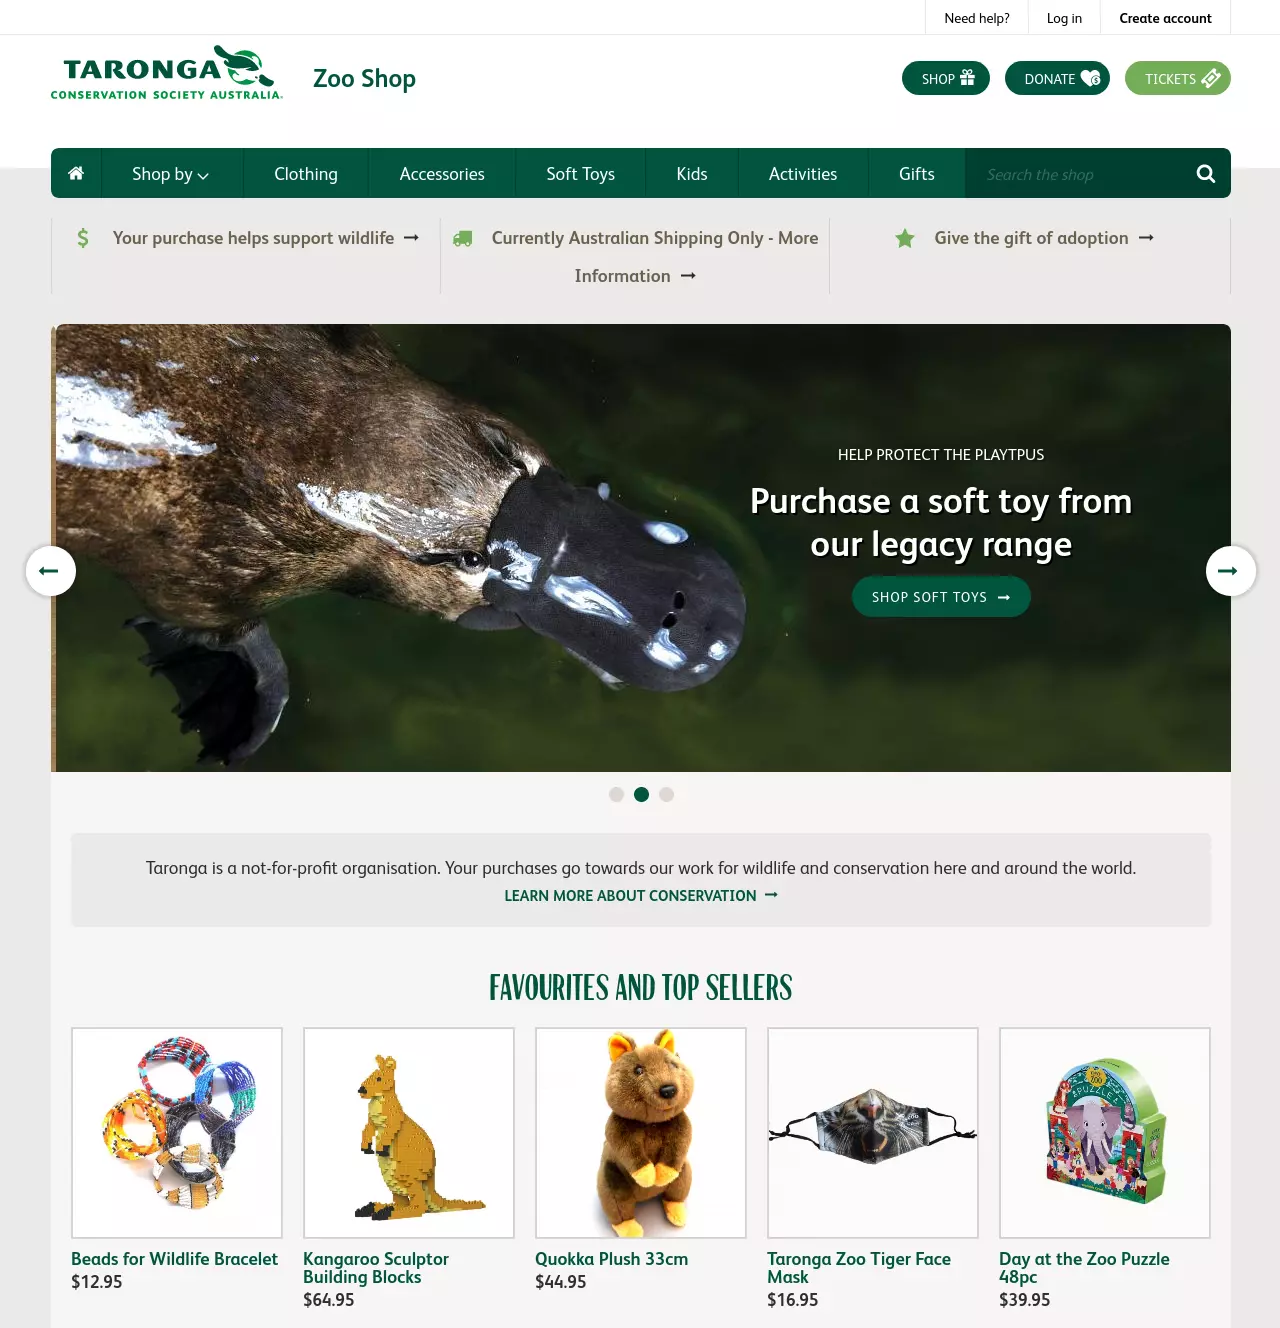 Need help?
Log in
Create account
TARONGA
CONSERVATION SOCIETY AUSTRALIA
Zoo Shop
SHOP
DONATE
TICKETS
Shop by
Clothing
Accessories
Soft Toys
Kids
Activities
Gifts
Search the shop
$ Your purchase helps support wildlife
Currently Australian Shipping Only - More
Information
Give the gift of adoption
HELP PROTECT THE PLAYTPUS
Purchase a soft toy from
our legacy range
SHOP SOFT TOYS
Taronga is a not-for-profit organisation. Your purchases go towards our work for wildlife and conservation here and around the world.
LEARN MORE ABOUT CONSERVATION
FAVOURITES AND TOP SELLERS
ZOO
PUZZLE
Beads for Wildlife Bracelet
$12.95
Kangaroo Sculptor
Building Blocks
$64.95
Quokka Plush 33cm
$44.95
Taronga Zoo Tiger Face
Mask
$16.95
Day at the Zoo Puzzle
48pc
$39.95